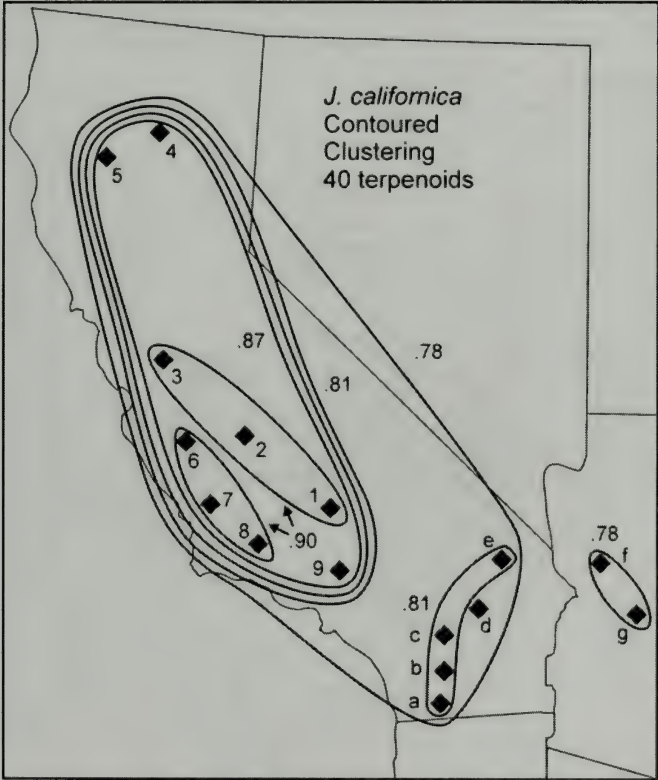 J. californica
Contoured
Clustering
40 terpenoids
4
5
.87
.78
3
.81
2
6
1
7
8
.90
9
e
.78
f
.81
d
g
c
b
a